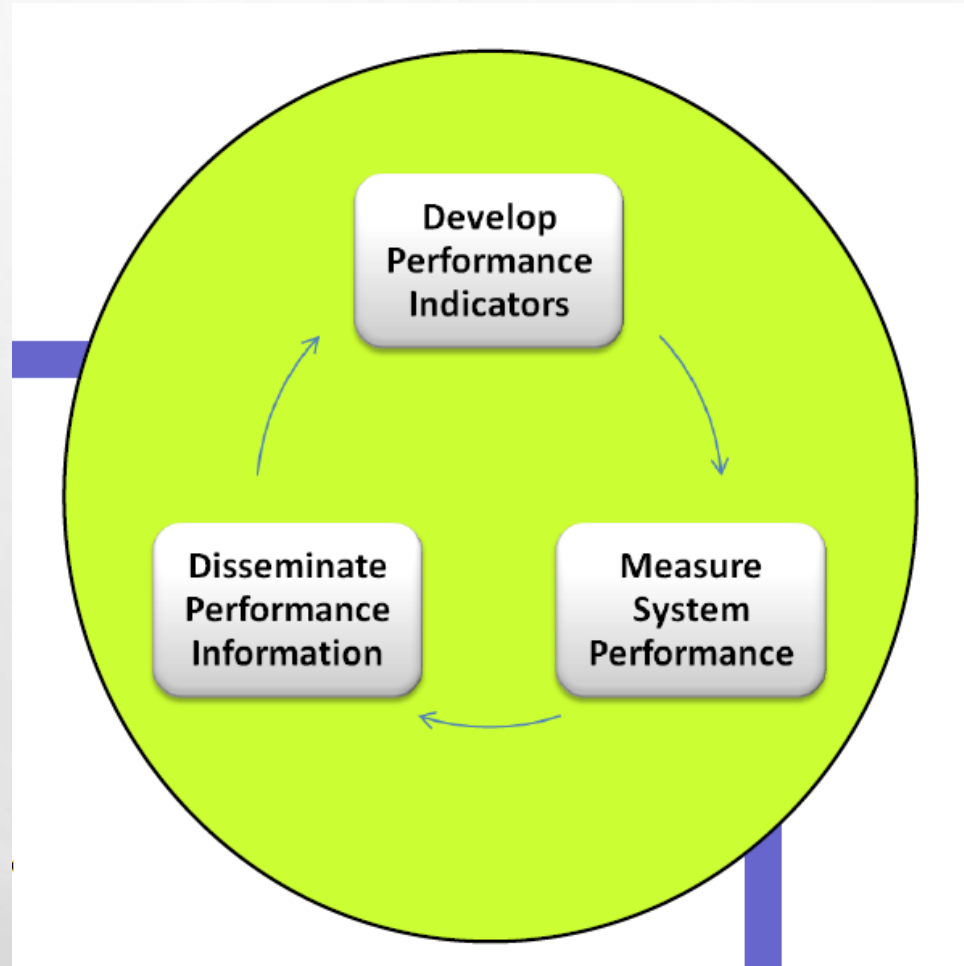 Develop
Performance
Indicators
Disseminate
Performance
Information
Measure
System
Performance